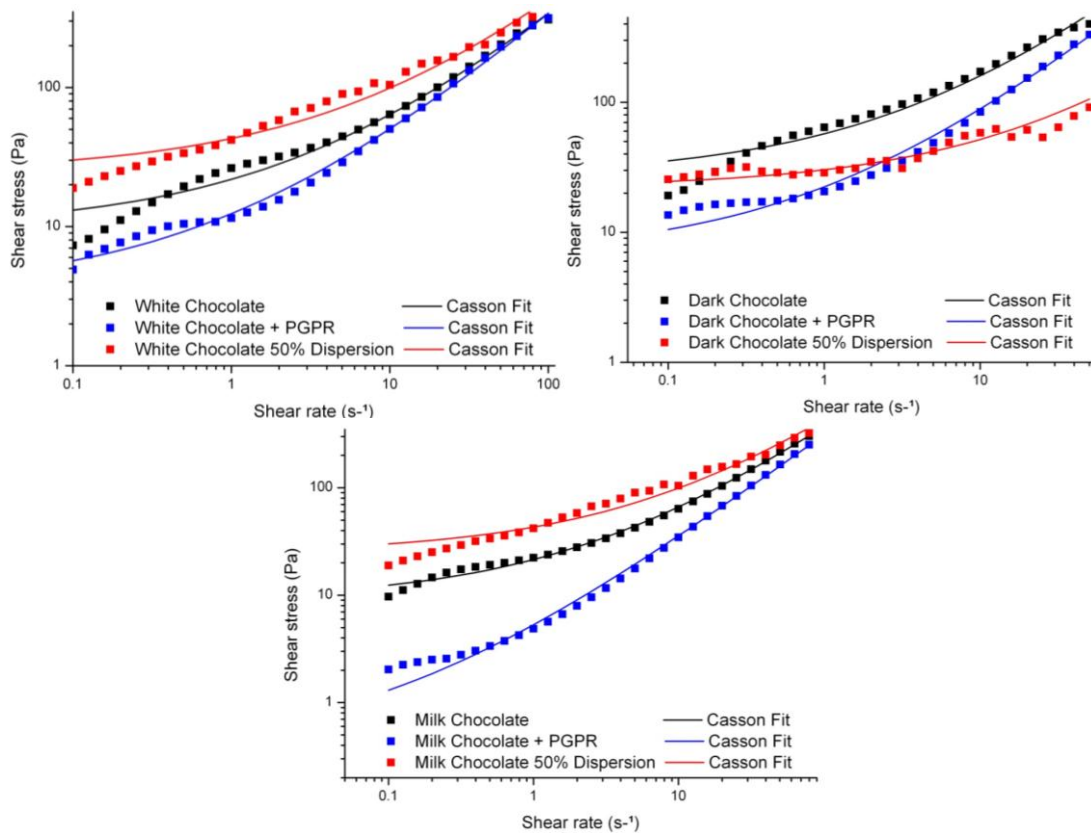 Shear stress (Pa)
100
10
1
White Chocolate Casson Fit
White Chocolate + PGPR Casson Fit
White Chocolate 50% Dispersion Casson Fit
0.1 1 10 100
Shear rate (s-¹)
Shear stress (Pa)
100
10
1
Dark Chocolate Casson Fit
Dark Chocolate + PGPR Casson Fit
Dark Chocolate 50% Dispersion Casson Fit
0.1 1 10
Shear rate (s-¹)
Shear stress (Pa)
100
10
1
Milk Chocolate Casson Fit
Milk Chocolate + PGPR Casson Fit
Milk Chocolate 50% Dispersion Casson Fit
0.1 1 10
Shear rate (s-¹)